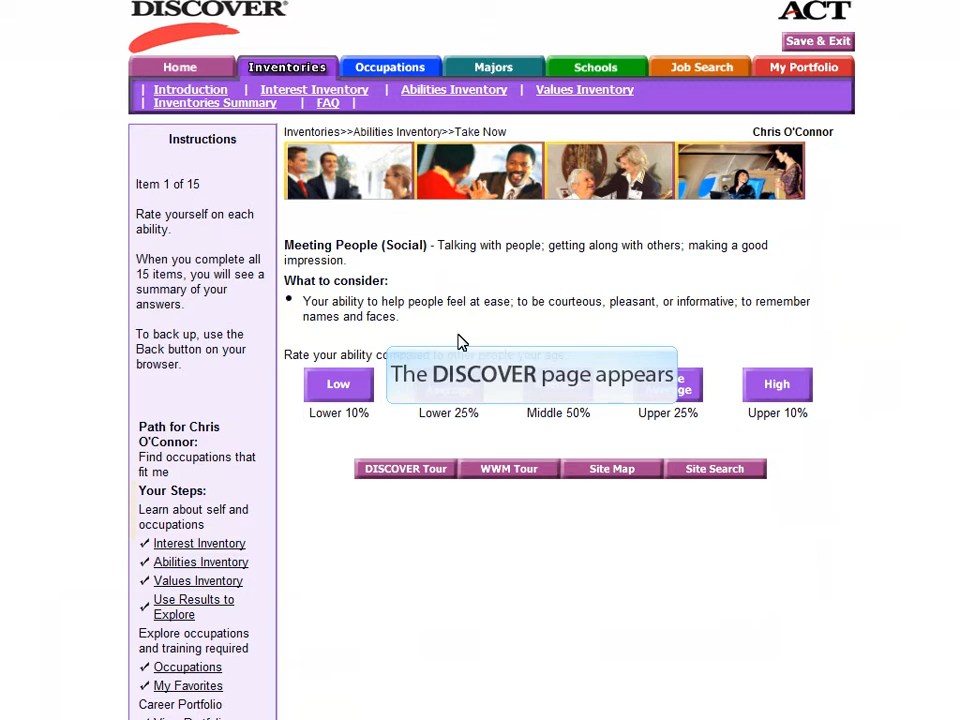 DISCOVER®
ACT
Save & Exit
Home
Inventories
Occupations
Majors
Schools
Job Search
My Portfolio
| Introduction | Interest Inventory | Abilities Inventory | Values Inventory
| Inventories Summary | FAQ |
Instructions
Item 1 of 15
Rate yourself on each
ability.
When you complete all
15 items, you will see a
summary of your
answers.
To back up, use the
Back button on your
browser.
Path for Chris
O'Connor:
Find occupations that
fit me
Your Steps:
Learn about self and
occupations
Interest Inventory
Abilities Inventory
Values Inventory
Use Results to
Explore
Explore occupations
and training required
Occupations
My Favorites
Career Portfolio
Inventories>>Abilities Inventory>>Take Now
Chris O'Connor
Meeting People (Social) - Talking with people; getting along with others; making a good
impression.
What to consider:
Your ability to help people feel at ease; to be courteous, pleasant, or informative; to remember
names and faces.
Rate your ability compared to other people your age.
The DISCOVER page appears
Low
High
Lower 10%
Lower 25%
Middle 50%
Upper 25%
Upper 10%
DISCOVER Tour
WWM Tour
Site Map
Site Search